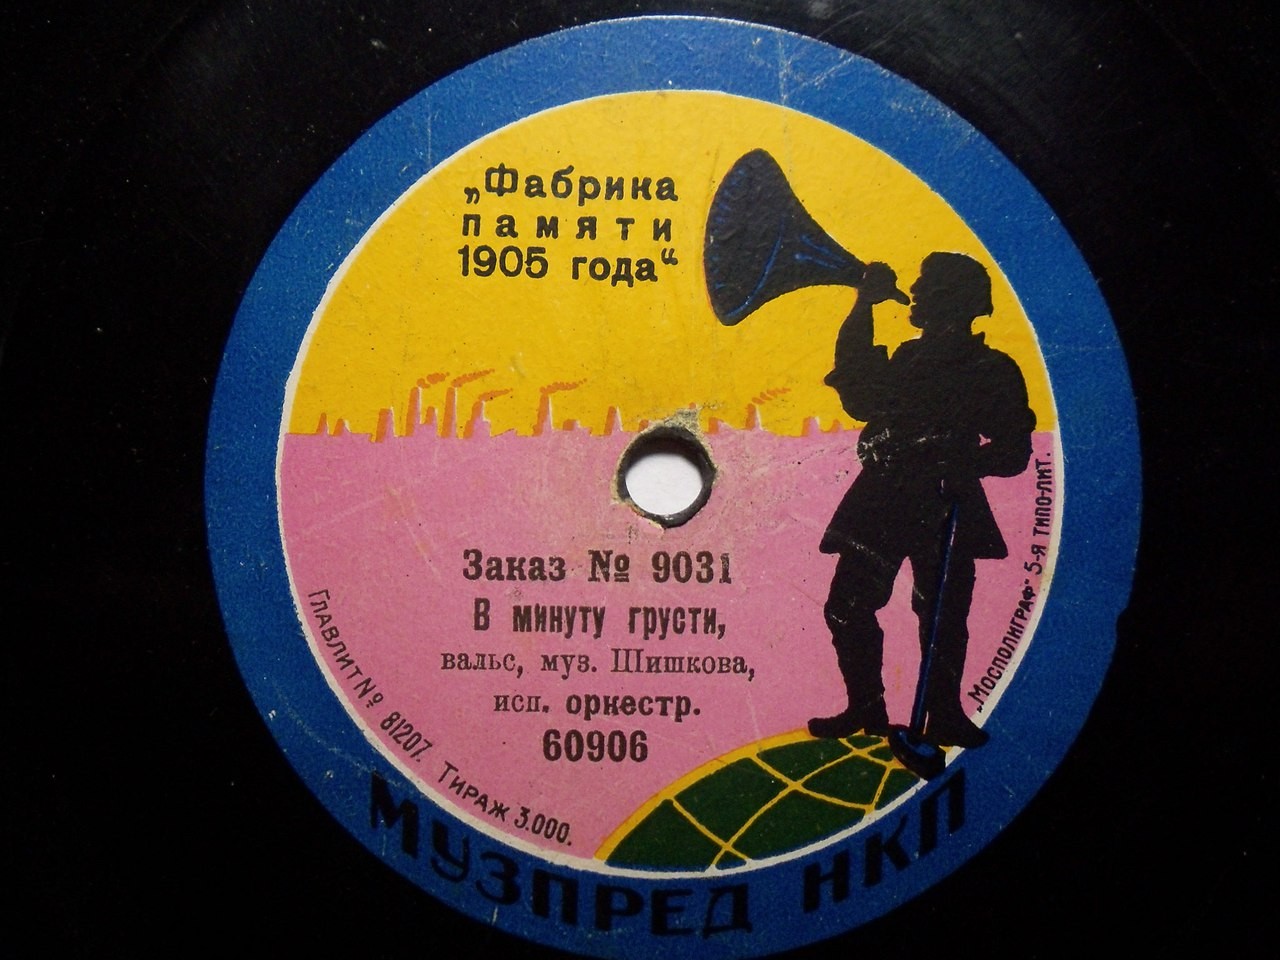 „Фабрика
памяти
1905 года“
Заказ № 9031
В минуту грусти,
вальс, муз. Шишкова,
исп. оркестр.
60906
Главлит № 81207. Тираж 3.000.
„Мосполиграф“ 5-я типо-лит.
МУЗПРЕД НКП